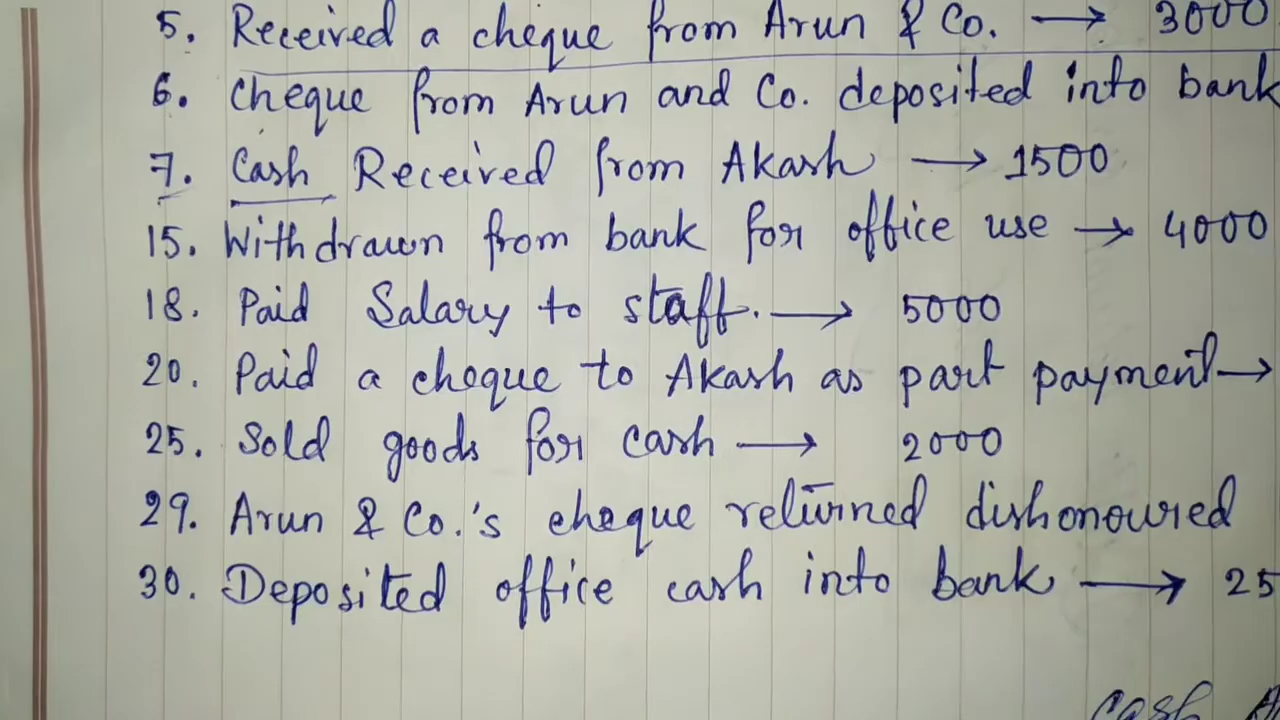 5. Received a cheque from Arun & Co. → 3000
6. Cheque from Arun and Co. deposited into bank
7. Cash Received from Akash → 1500
15. Withdrawn from bank for office use → 4000
18. Paid Salary to staff. → 5000
20. Paid a cheque to Akash as part payment →
25. Sold goods for cash → 2000
29. Arun & Co.'s cheque returned dishonoured
30. Deposited office cash into bank → 25
Cash